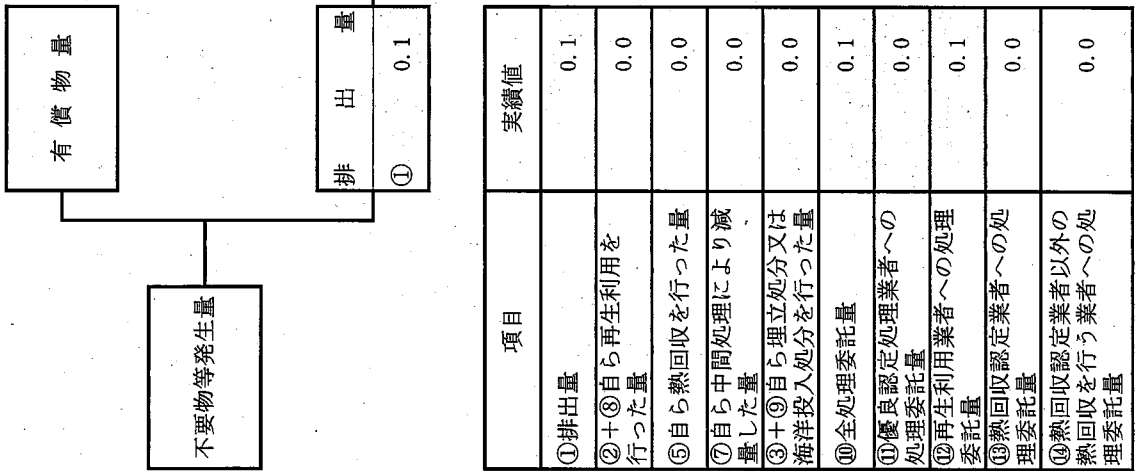 有償物量
不要物等発生量
排出量
① 0.1
項目 実績値
①排出量 0.1
②+⑧自ら再生利用を
行った量 0.0
⑤自ら熱回収を行った量 0.0
⑦自ら中間処理により減
量した量 0.0
③+⑨自ら埋立処分又は
海洋投入処分を行った量 0.0
⑩全処理委託量 0.1
⑪優良認定処理業者への
処理委託量 0.0
⑫再生利用業者への処理
委託量 0.1
⑬熱回収認定業者への処
理委託量 0.0
⑭熱回収認定業者以外の
熱回収を行う業者への処
理委託量 0.0